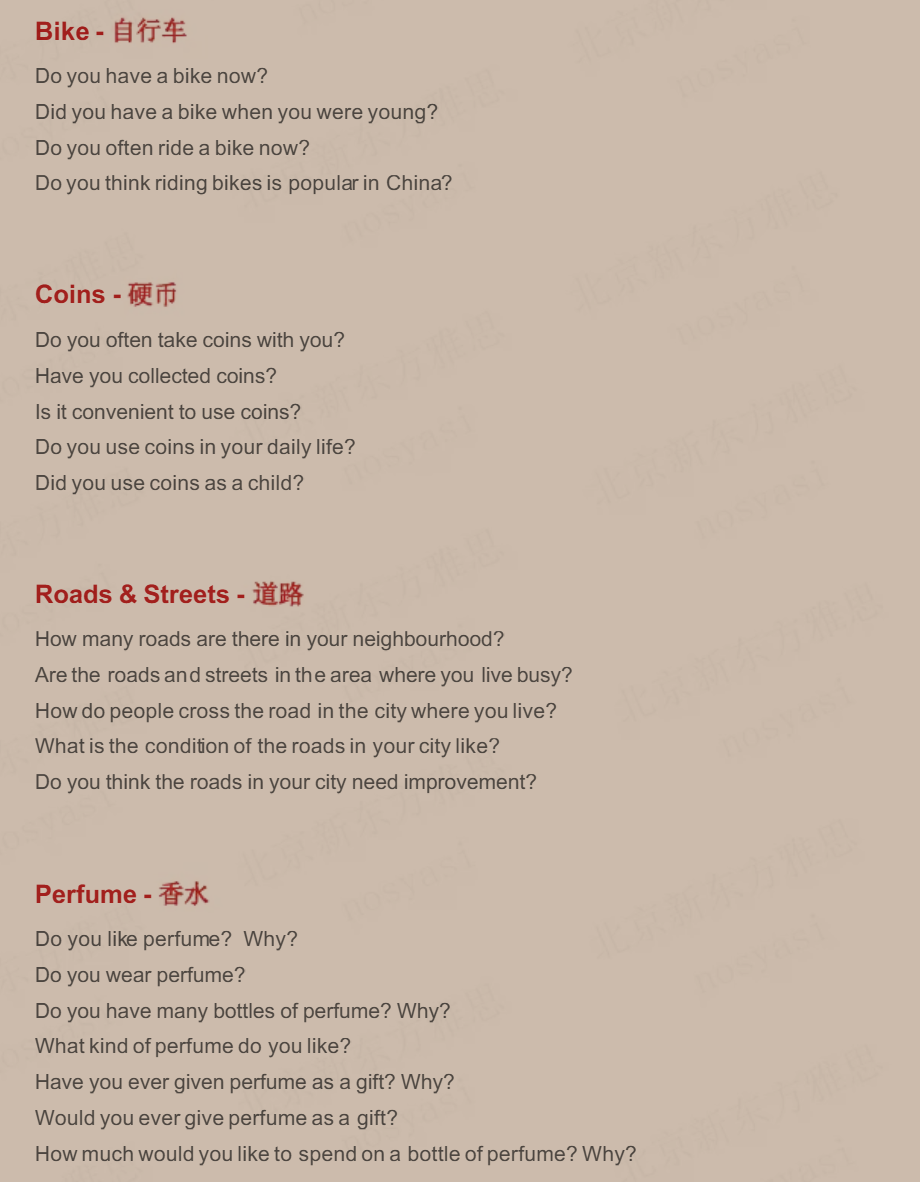 Bike - 自行车
Do you have a bike now?
Did you have a bike when you were young?
Do you often ride a bike now?
Do you think riding bikes is popular in China?
Coins - 硬币
Do you often take coins with you?
Have you collected coins?
Is it convenient to use coins?
Do you use coins in your daily life?
Did you use coins as a child?
Roads & Streets - 道路
How many roads are there in your neighbourhood?
Are the roads and streets in the area where you live busy?
How do people cross the road in the city where you live?
What is the condition of the roads in your city like?
Do you think the roads in your city need improvement?
Perfume - 香水
Do you like perfume? Why?
Do you wear perfume?
Do you have many bottles of perfume? Why?
What kind of perfume do you like?
Have you ever given perfume as a gift? Why?
Would you ever give perfume as a gift?
How much would you like to spend on a bottle of perfume? Why?
北京新东方雅思
nosyasi